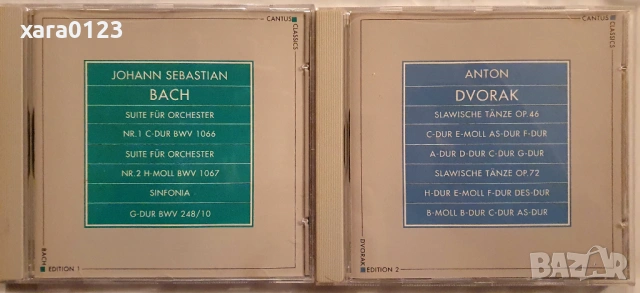 xara0123
CANTUS
CLASSICS
JOHANN SEBASTIAN
BACH
SUITE FÜR ORCHESTER
NR.1 C-DUR BWV 1066
SUITE FÜR ORCHESTER
NR.2 H-MOLL BWV 1067
SINFONIA
G-DUR BWV 248/10
BACH
EDITION 1
CANTUS
CLASSICS
ANTON
DVORAK
SLAWISCHE TÄNZE OP.46
C-DUR E-MOLL AS-DUR F-DUR
A-DUR D-DUR C-DUR G-DUR
SLAWISCHE TÄNZE OP.72
H-DUR E-MOLL F-DUR DES-DUR
B-MOLL B-DUR C-DUR AS-DUR
DVORAK
EDITION 2
BAZAR
bg